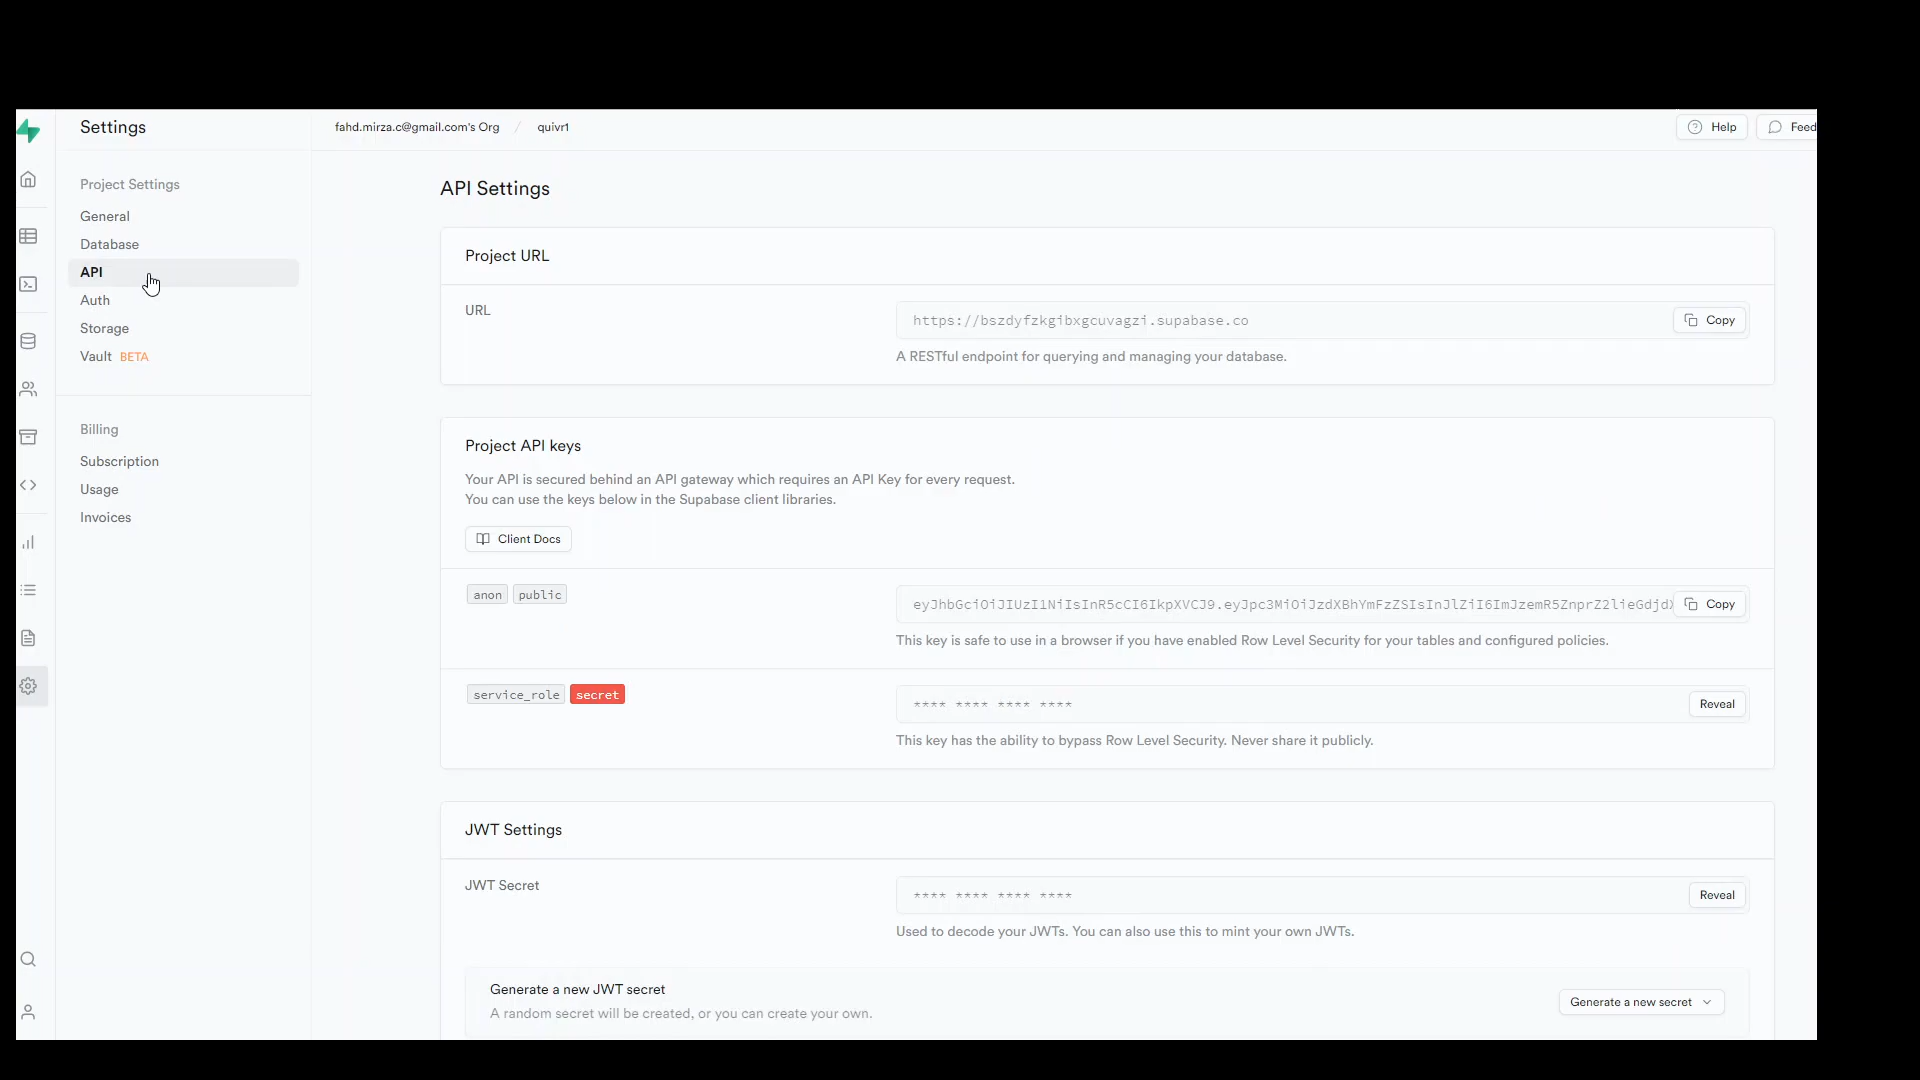 Settings
fahd.mirza.c@gmail.com's Org / quivr1
Help
Feed
Project Settings
General
Database
API
Auth
Storage
Vault BETA
Billing
Subscription
Usage
Invoices
API Settings
Project URL
URL
https://bszdyfzkgibxgcuvagzi.supabase.co
Copy
A RESTful endpoint for querying and managing your database.
Project API keys
Your API is secured behind an API gateway which requires an API Key for every request.
You can use the keys below in the Supabase client libraries.
Client Docs
anon public
eyJhbGciOiJIUzI1NiIsInR5cCI6IkpXVCJ9.eyJpc3MiOiJzdXBhYmFzZSIsInJlZiI6ImJzemR5ZnprZ2lieGdjd
Copy
This key is safe to use in a browser if you have enabled Row Level Security for your tables and configured policies.
service_role secret
**** **** **** ****
Reveal
This key has the ability to bypass Row Level Security. Never share it publicly.
JWT Settings
JWT Secret
**** **** **** ****
Reveal
Used to decode your JWTs. You can also use this to mint your own JWTs.
Generate a new JWT secret
A random secret will be created, or you can create your own.
Generate a new secret